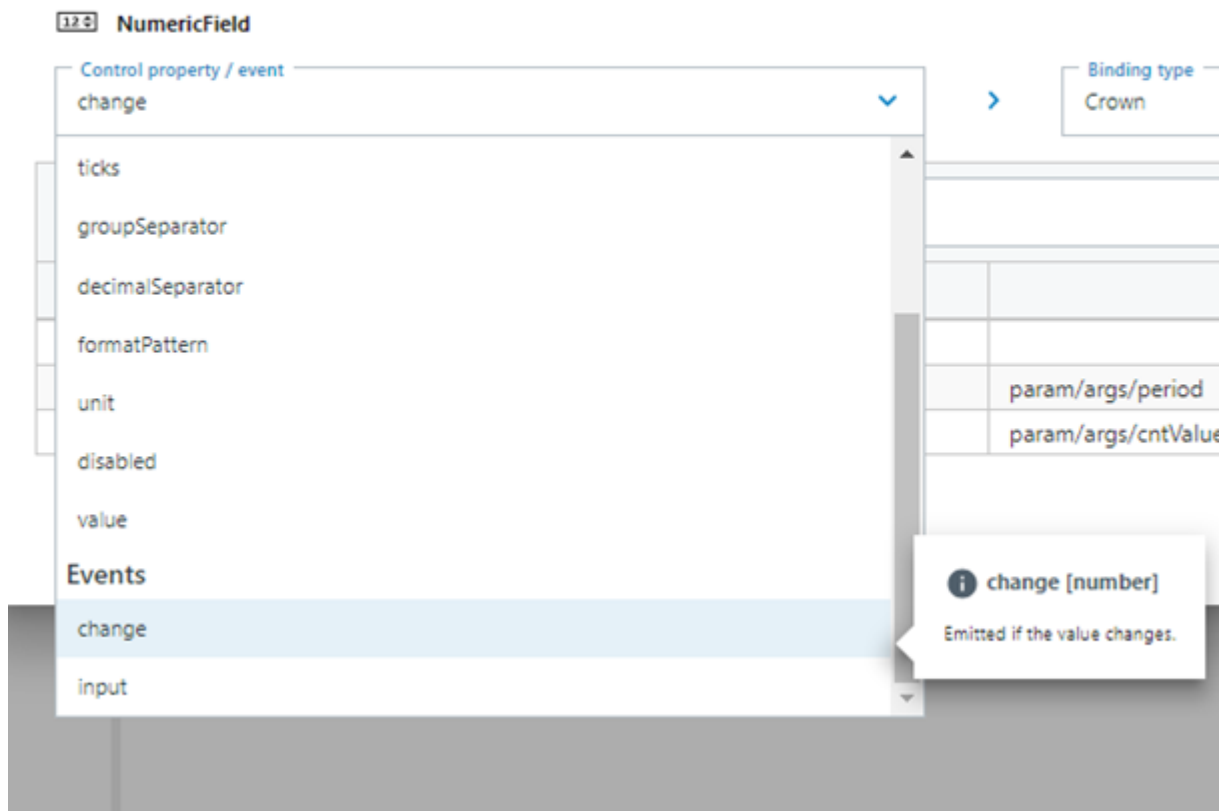 12 NumericField
Control property / event
change
Binding type
Crown
ticks
groupSeparator
decimalSeparator
formatPattern
unit
disabled
value
Events
change
input
param/args/period
param/args/cntValue
change [number]
Emitted if the value changes.